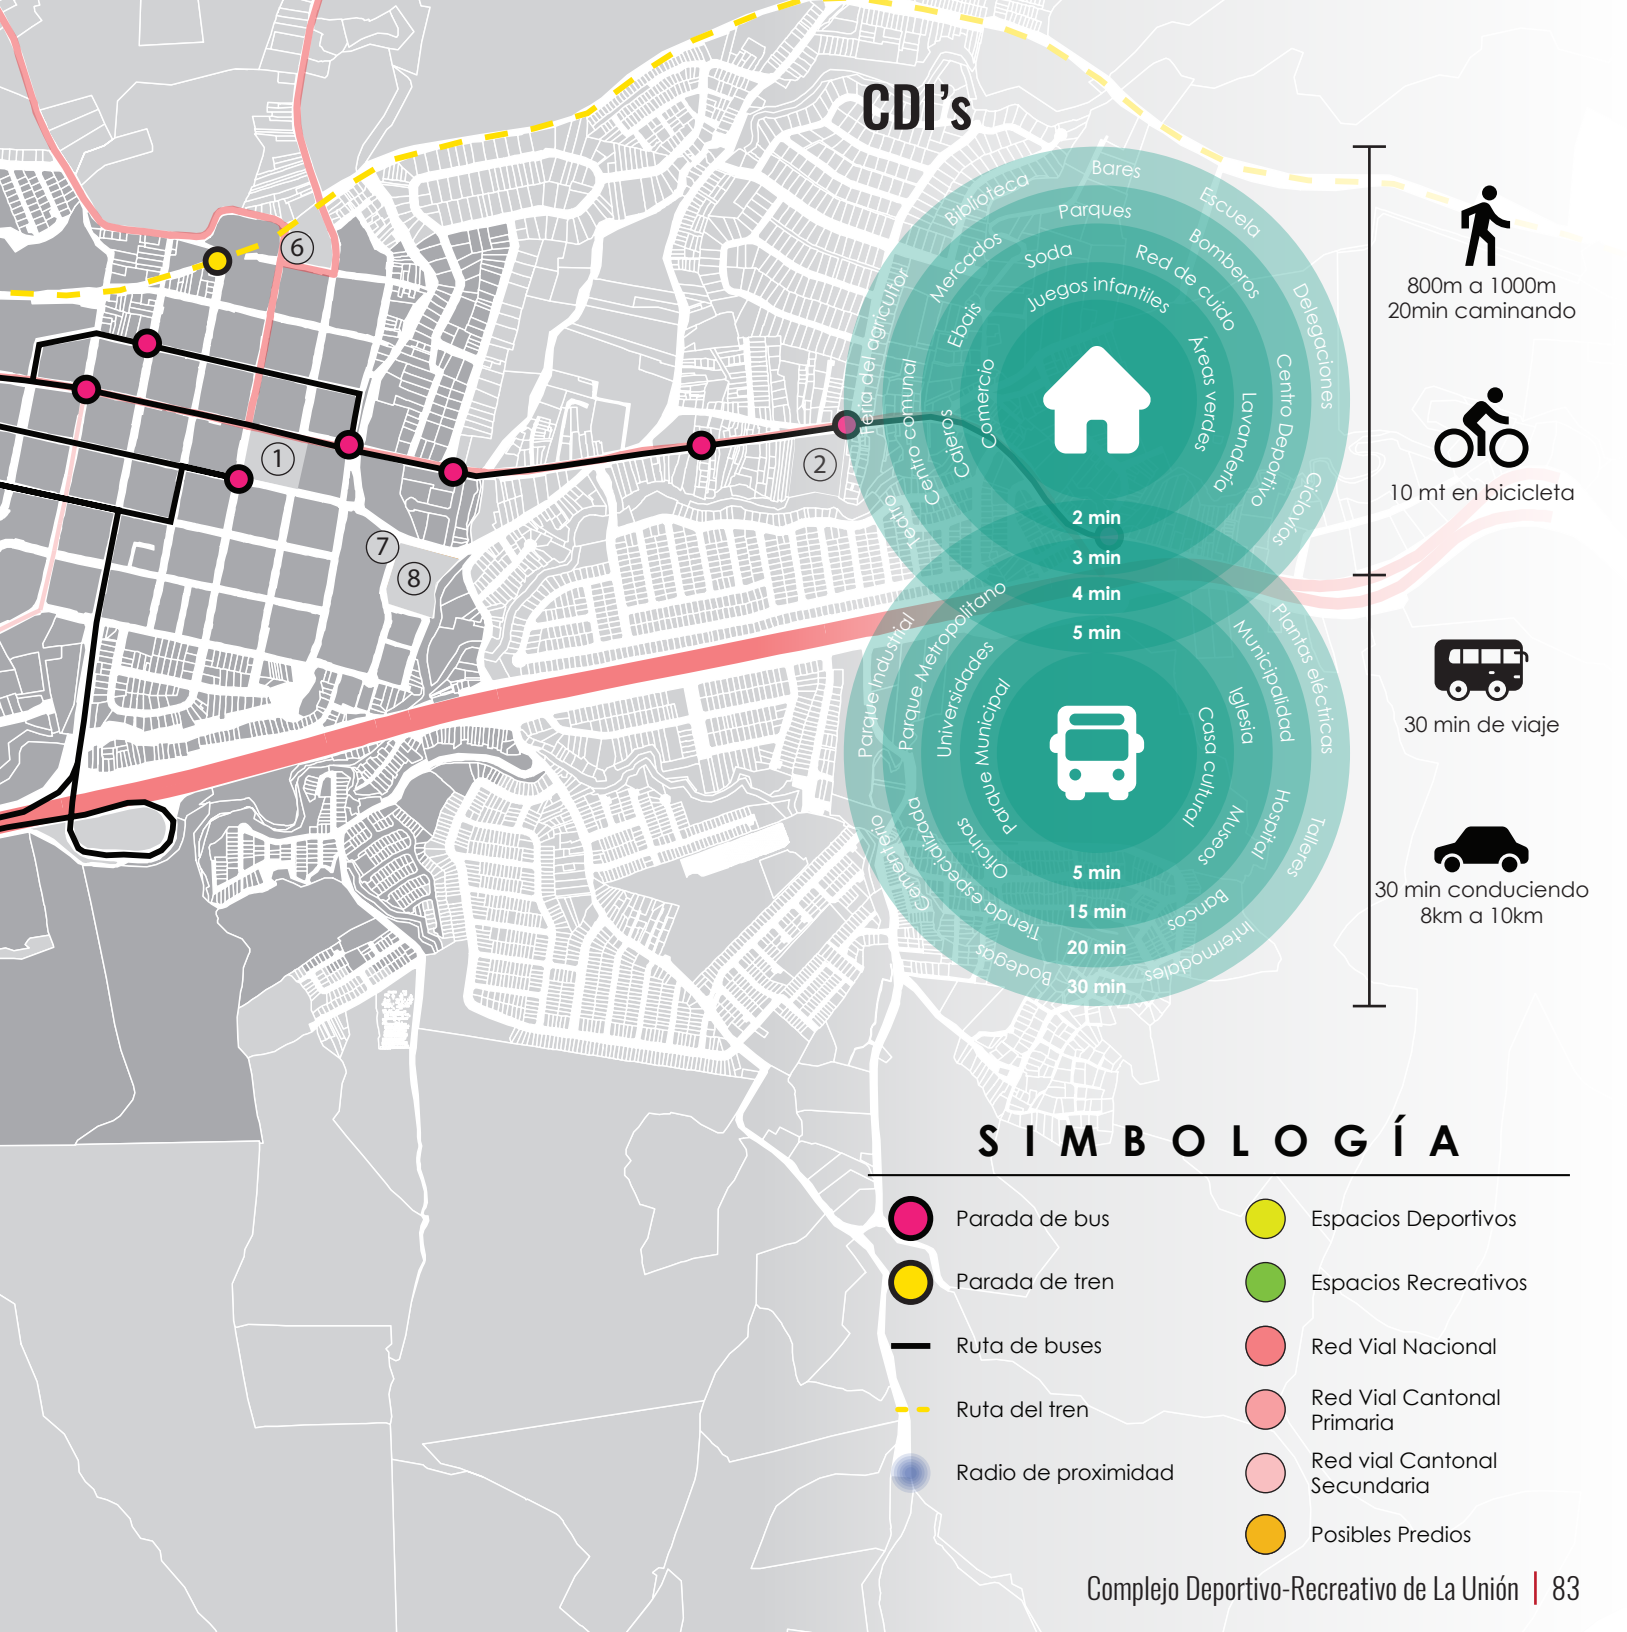 CDI's
Bares
Biblioteca
Escuela
Parques
Mercados
Bomberos
Soda
Red de cuido
Juegos infantiles
Feria del agricultor
Ebais
Delegaciones
Áreas verdes
Centro comunal
Comercio
Centro Deportivo
Lavandería
Cajeros
Ciclovías
Teatro
2 min
3 min
4 min
5 min
Parque Industrial
Parque Metropolitano
Universidades
Parque Municipal
Plantas eléctricas
Municipalidad
Iglesia
Casa cultural
Cementerio
Tienda especializada
Oficinas
Museos
Hospital
Talleres
Bancos
Bodegas
Intermodales
5 min
15 min
20 min
30 min
800m a 1000m
20min caminando
10 mt en bicicleta
30 min de viaje
30 min conduciendo
8km a 10km
6
1
2
7
8
SIMBOLOGÍA
Parada de bus
Parada de tren
Ruta de buses
Ruta del tren
Radio de proximidad
Espacios Deportivos
Espacios Recreativos
Red Vial Nacional
Red Vial Cantonal
Primaria
Red vial Cantonal
Secundaria
Posibles Predios
Complejo Deportivo-Recreativo de La Unión | 83